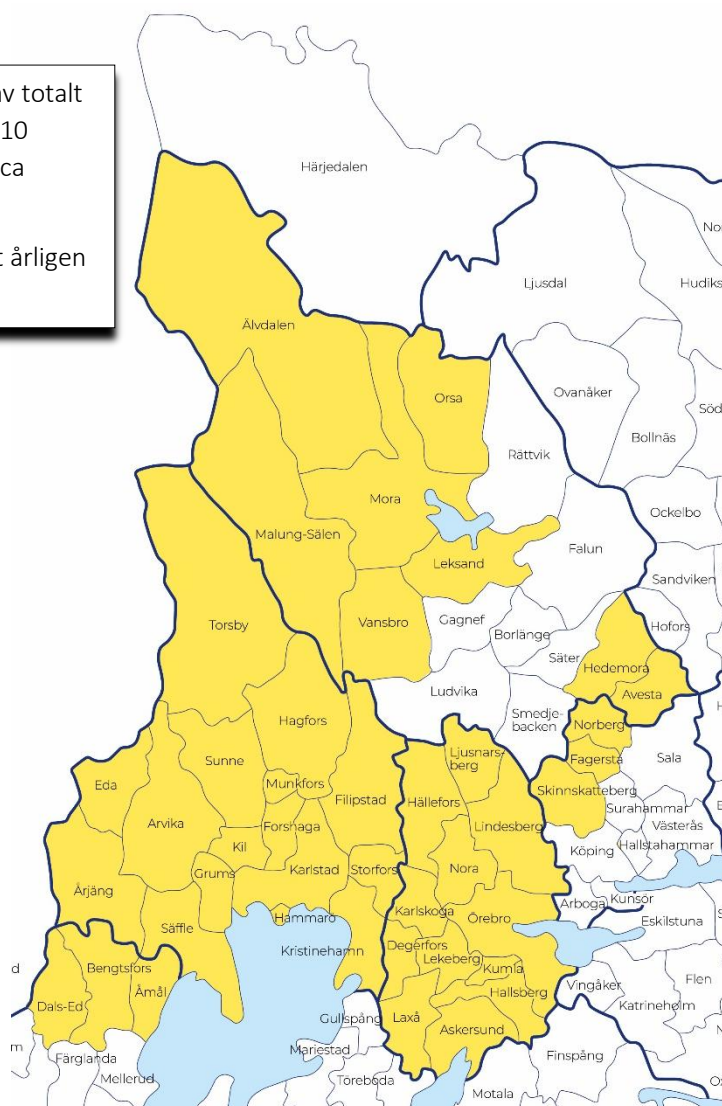 av totalt
10
ca
t årligen
Härjedalen
Ljusdal
Hudiks
Älvdalen
Orsa
Ovanåker
Söd
Bollnäs
Rättvik
Mora
Ockelbo
Malung-Sälen
Falun
Leksand
Sandviken
Torsby
Vansbro
Gagnef
Hofors
Borlänge
Säter
Hedemora
Ludvika
Avesta
Smedje-
backen
Hagfors
Norberg
Ljusnars-
berg
Sunne
Fagersta
Sala
Eda
Munkfors
Filipstad
Hällefors
Skinnskatteberg
Surahammar
Arvika
Forshaga
Lindesberg
Västerås
Kil
Köping
Hallstahammar
Grums
Karlstad
Storfors
Nora
Årjäng
Arboga
Kungsör
Karlskoga
Örebro
Hammarö
Eskilstuna
Säffle
Kristinehamn
Degerfors
Lekeberg
Kumla
Bengtsfors
Vingåker
Flen
Åmål
Hallsberg
Katrineholm
Dals-Ed
Gullspång
Laxå
Askersund
Mariestad
Finspång
Färglanda
Töreboda
Mellerud
Motala